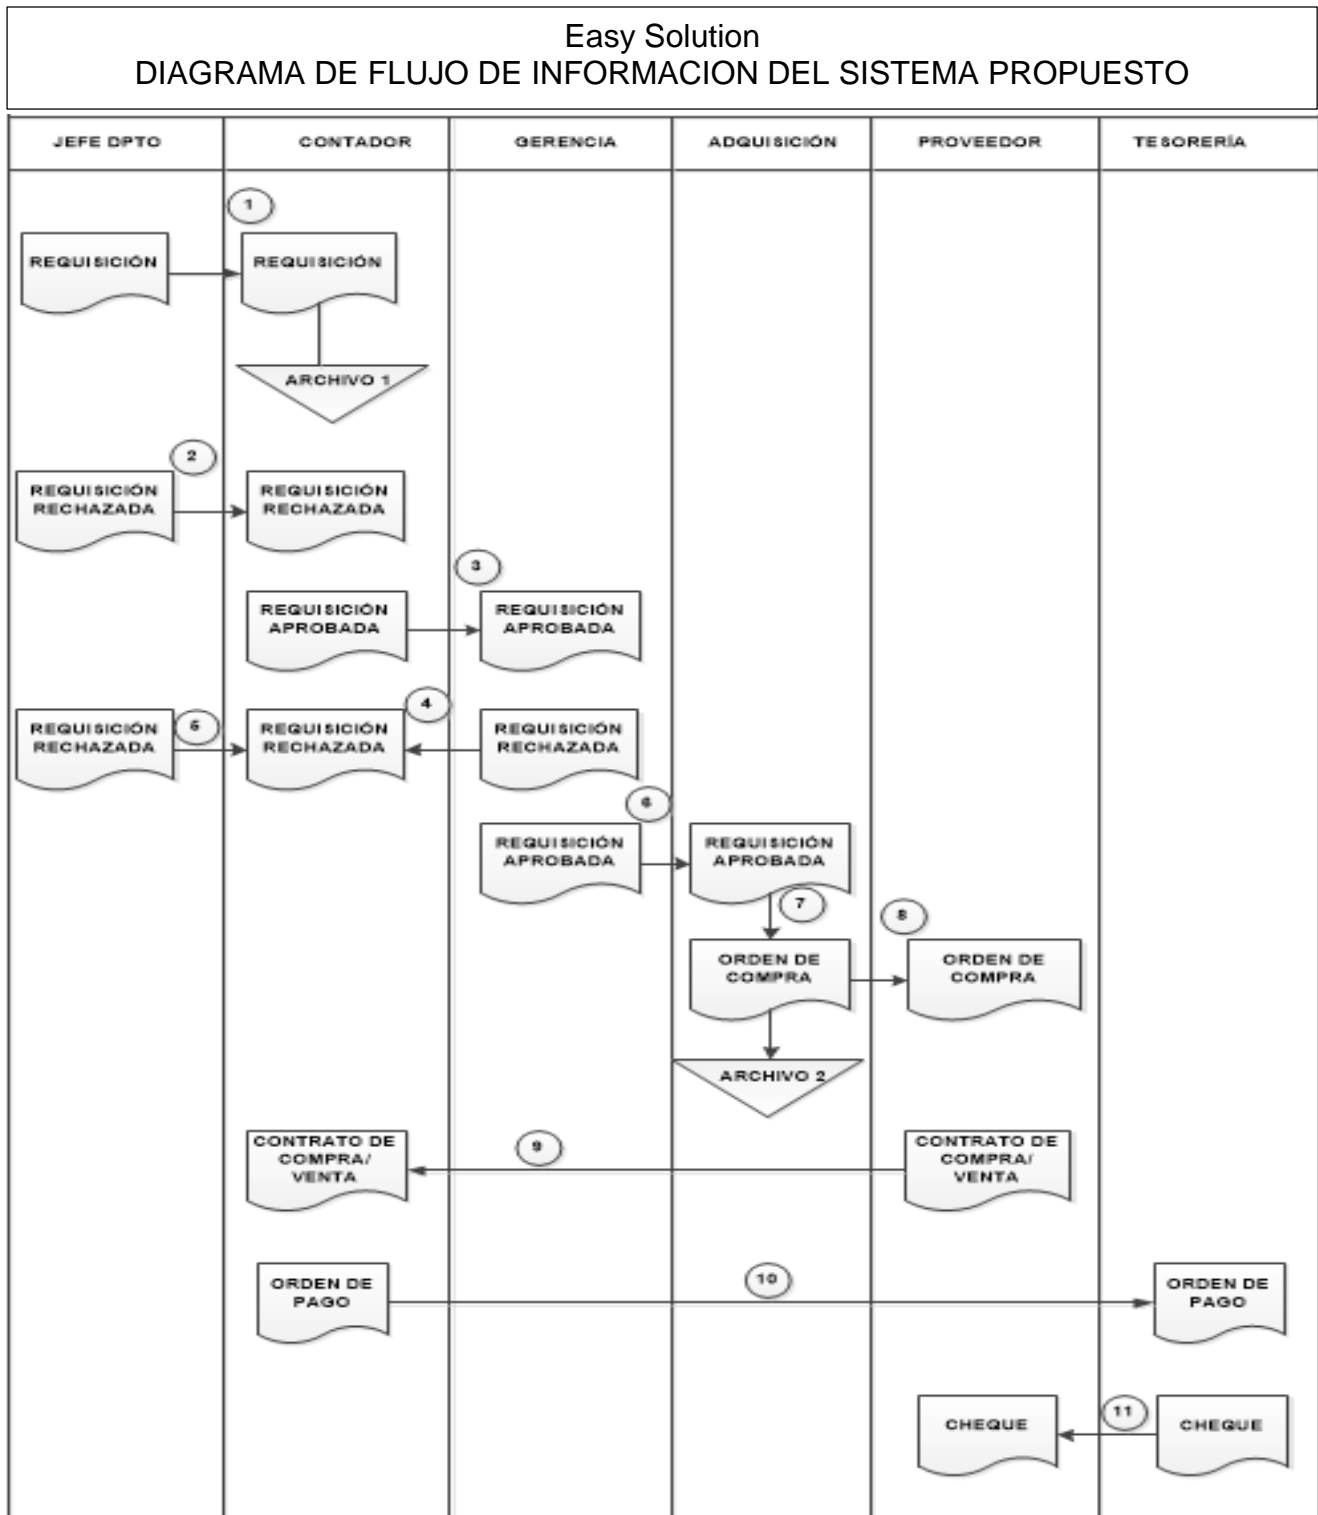 Easy Solution
DIAGRAMA DE FLUJO DE INFORMACION DEL SISTEMA PROPUESTO
JEFE DPTO
CONTADOR
GERENCIA
ADQUISICIÓN
PROVEEDOR
TESORERÍA
1
REQUISICIÓN
REQUISICIÓN
ARCHIVO 1
2
REQUISICIÓN
RECHAZADA
REQUISICIÓN
RECHAZADA
3
REQUISICIÓN
APROBADA
REQUISICIÓN
APROBADA
4
5
REQUISICIÓN
RECHAZADA
REQUISICIÓN
RECHAZADA
REQUISICIÓN
RECHAZADA
6
REQUISICIÓN
APROBADA
REQUISICIÓN
APROBADA
7
8
ORDEN DE
COMPRA
ORDEN DE
COMPRA
ARCHIVO 2
9
CONTRATO DE
COMPRA/
VENTA
CONTRATO DE
COMPRA/
VENTA
10
ORDEN DE
PAGO
ORDEN DE
PAGO
11
CHEQUE
CHEQUE